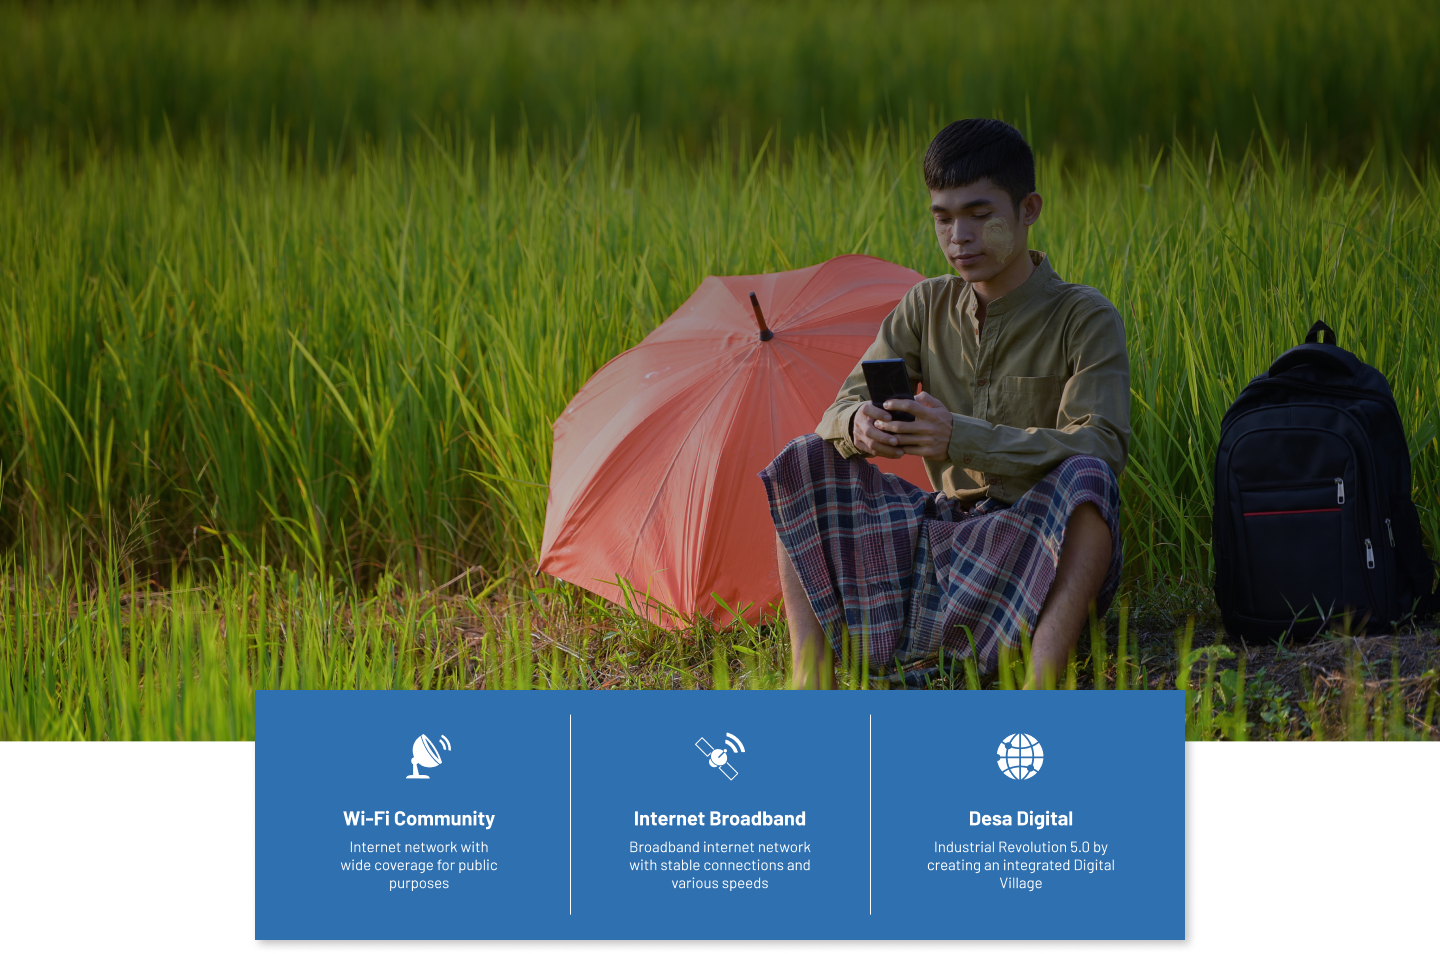 Wi-Fi Community
Internet network with
wide coverage for public
purposes
Internet Broadband
Broadband internet network
with stable connections and
various speeds
Desa Digital
Industrial Revolution 5.0 by
creating an integrated Digital
Village